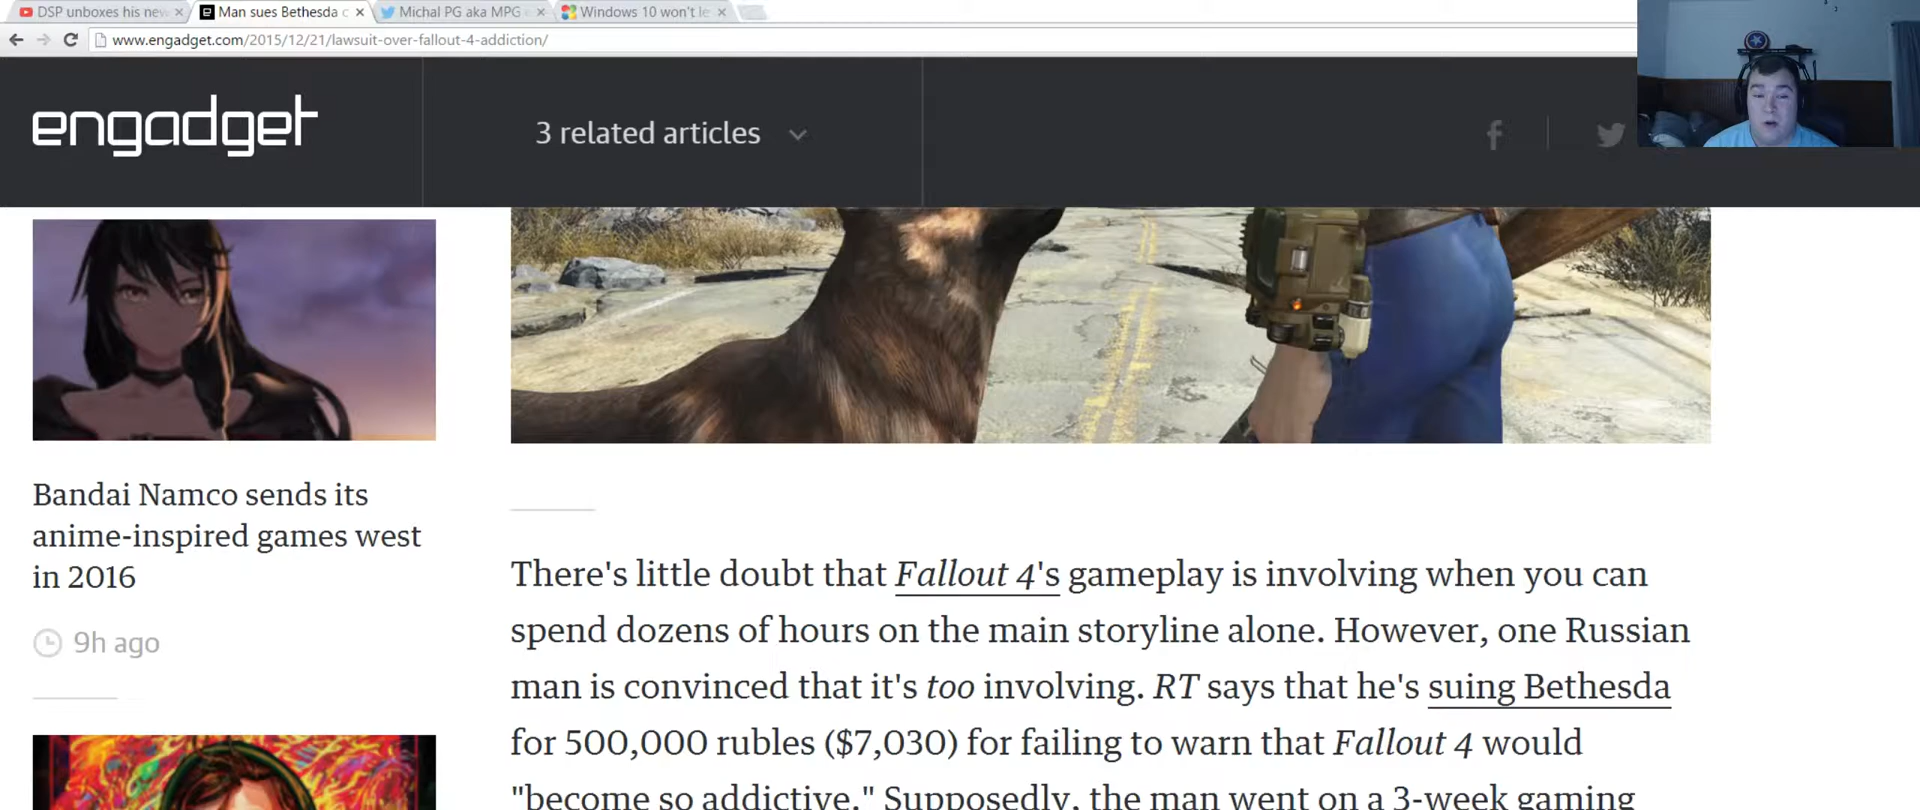 DSP unboxes his new
Man sues Bethesda
Michal PG aka MPG
Windows 10 won't le
www.engadget.com/2015/12/21/lawsuit-over-fallout-4-addiction/
engadget
3 related articles
Bandai Namco sends its
anime-inspired games west
in 2016
9h ago
There's little doubt that Fallout 4's gameplay is involving when you can
spend dozens of hours on the main storyline alone. However, one Russian
man is convinced that it's too involving. RT says that he's suing Bethesda
for 500,000 rubles ($7,030) for failing to warn that Fallout 4 would
"become so addictive." Supposedly, the man went on a 3-week gaming